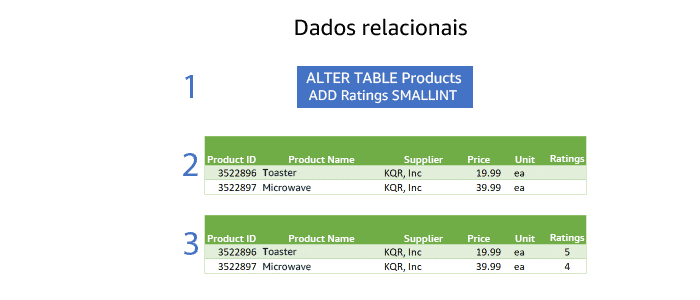 Dados relacionais
1
ALTER TABLE Products
ADD Ratings SMALLINT
2
Product ID Product Name Supplier Price Unit Ratings
3522896 Toaster KQR, Inc 19.99 ea
3522897 Microwave KQR, Inc 39.99 ea
3
Product ID Product Name Supplier Price Unit Ratings
3522896 Toaster KQR, Inc 19.99 ea 5
3522897 Microwave KQR, Inc 39.99 ea 4